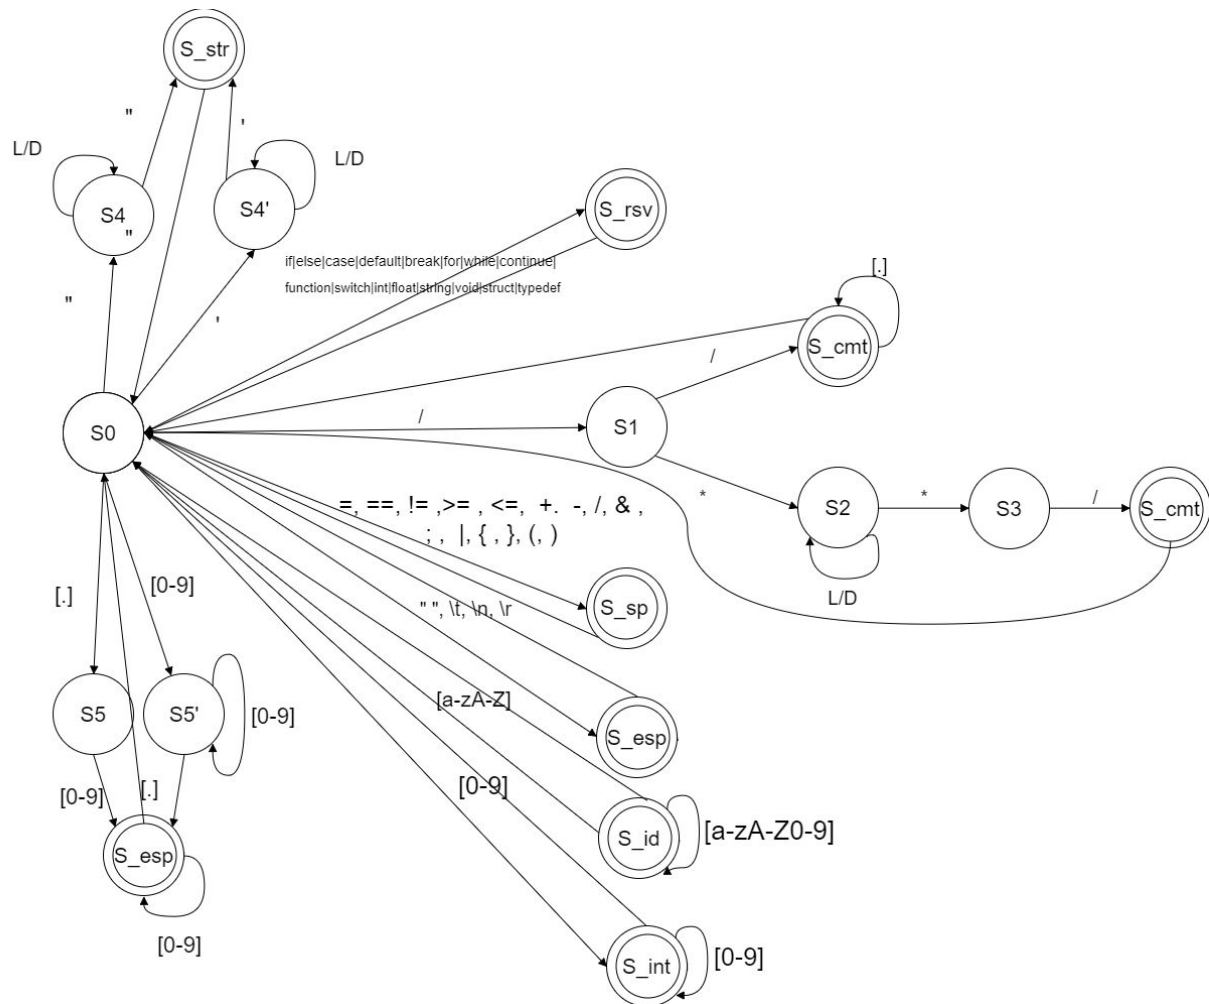 S_str
"
'
L/D
L/D
S4
S4'
"
S_rsv
if|else|case|default|break|for|while|continue|
function|switch|int|float|string|void|struct|typedef
[.]
"
'
S_cmt
/
/
S0
S1
*
S2
*
S3
/
S_cmt
=, ==, != ,>= , <=, +. -, /, & ,
; , |, { , }, (, )
L/D
[.]
[0-9]
" ", \t, \n, \r
S_sp
[a-zA-Z]
S5
S5'
[0-9]
S_esp
[0-9]
[0-9]
[.]
S_id
[a-zA-Z0-9]
S_esp
[0-9]
S_int
[0-9]